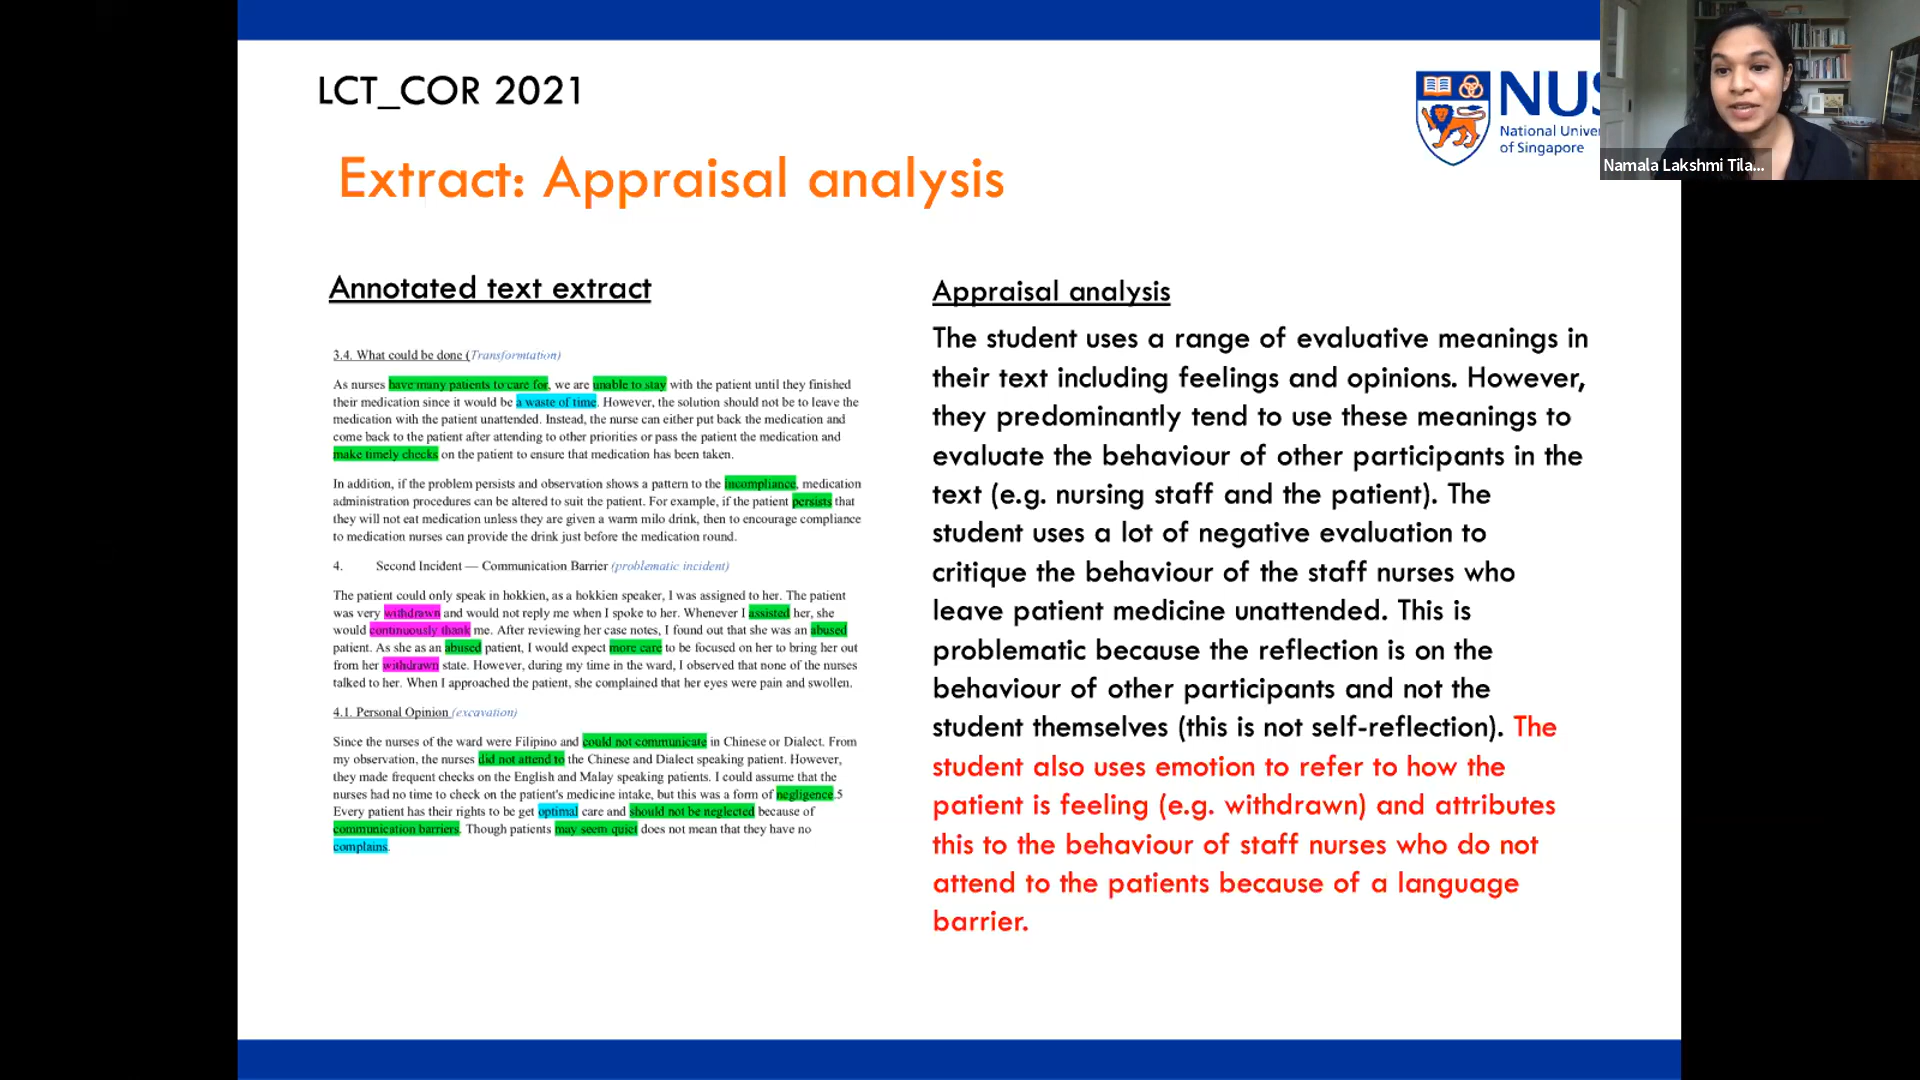 LCT_COR 2021
NUS
National Unive
of Singapore
Namala Lakshmi Tila...
Extract: Appraisal analysis
Annotated text extract
3.4. What could be done (Transformtation)
As nurses have many patients to care for, we are unable to stay with the patient until they finished
their medication since it would be a waste of time. However, the solution should not be to leave the
medication with the patient unattended. Instead, the nurse can either put back the medication and
come back to the patient after attending to other priorities or pass the patient the medication and
make timely checks on the patient to ensure that medication has been taken.
In addition, if the problem persists and observation shows a pattern to the incompliance, medication
administration procedures can be altered to suit the patient. For example, if the patient persists that
they will not eat medication unless they are given a warm milo drink, then to encourage compliance
to medication nurses can provide the drink just before the medication round.
4. Second Incident — Communication Barrier (problematic incident)
The patient could only speak in hokkien, as a hokkien speaker, I was assigned to her. The patient
was very withdrawn and would not reply me when I spoke to her. Whenever I assisted her, she
would continuously thank me. After reviewing her case notes, I found out that she was an abused
patient. As she as an abused patient, I would expect more care to be focused on her to bring her out
from her withdrawn state. However, during my time in the ward, I observed that none of the nurses
talked to her. When I approached the patient, she complained that her eyes were pain and swollen.
4.1. Personal Opinion (excavation)
Since the nurses of the ward were Filipino and could not communicate in Chinese or Dialect. From
my observation, the nurses did not attend to the Chinese and Dialect speaking patient. However,
they made frequent checks on the English and Malay speaking patients. I could assume that the
nurses had no time to check on the patient's medicine intake, but this was a form of negligence.5
Every patient has their rights to be get optimal care and should not be neglected because of
communication barriers. Though patients may seem quiet does not mean that they have no
complains.
Appraisal analysis
The student uses a range of evaluative meanings in
their text including feelings and opinions. However,
they predominantly tend to use these meanings to
evaluate the behaviour of other participants in the
text (e.g. nursing staff and the patient). The
student uses a lot of negative evaluation to
critique the behaviour of the staff nurses who
leave patient medicine unattended. This is
problematic because the reflection is on the
behaviour of other participants and not the
student themselves (this is not self-reflection). The
student also uses emotion to refer to how the
patient is feeling (e.g. withdrawn) and attributes
this to the behaviour of staff nurses who do not
attend to the patients because of a language
barrier.